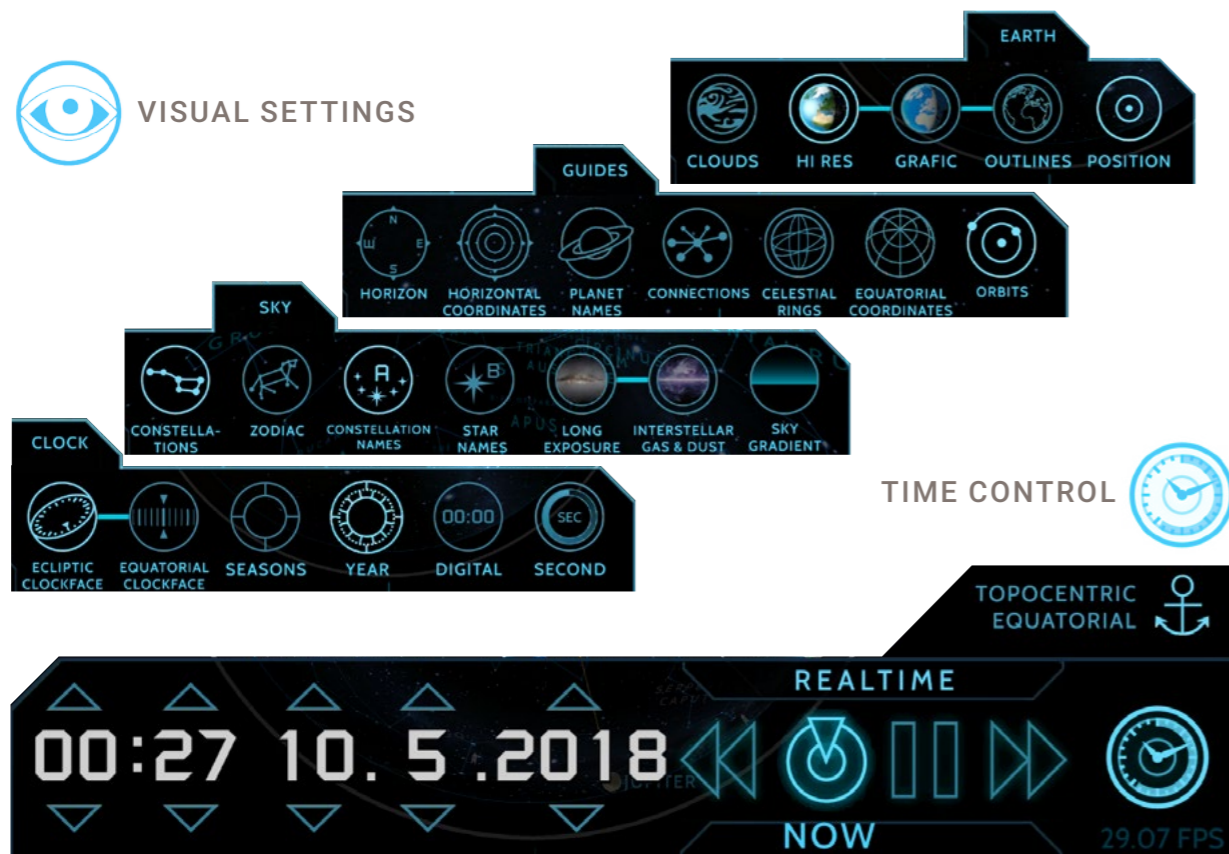 EARTH
VISUAL SETTINGS
CLOUDS HI RES GRAFIC OUTLINES POSITION
GUIDES
N
E E
S
HORIZON HORIZONTAL COORDINATES PLANET NAMES CONNECTIONS CELESTIAL RINGS EQUATORIAL COORDINATES ORBITS
SKY
A B
CONSTELLA-TIONS ZODIAC CONSTELLATION NAMES STAR NAMES LONG EXPOSURE INTERSTELLAR GAS & DUST SKY GRADIENT
APUS
CLOCK
TIME CONTROL
00:00 SEC
ECLIPTIC CLOCKFACE EQUATORIAL CLOCKFACE SEASONS YEAR DIGITAL SECOND
TOPOCENTRIC
EQUATORIAL
REALTIME
00:27 10. 5 .2018
JUPITER
NOW
29.07 FPS